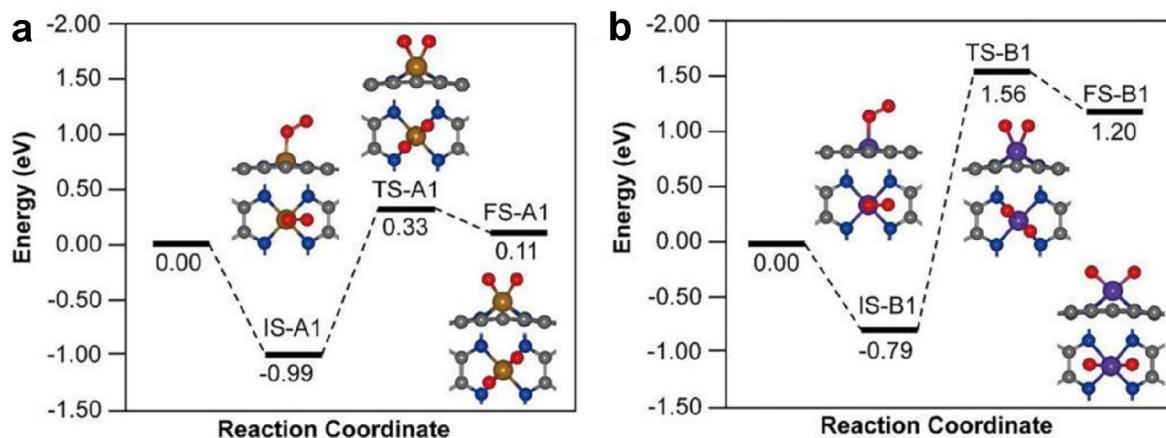 a
-2.00
1.50
1.00
0.50
0.00
-0.50
-1.00
-1.50
Energy (eV)
Reaction Coordinate
0.00
IS-A1
-0.99
TS-A1
0.33
FS-A1
0.11
b
-2.00
1.50
1.00
0.50
0.00
-0.50
-1.00
-1.50
Energy (eV)
Reaction Coordinate
0.00
IS-B1
-0.79
TS-B1
1.56
FS-B1
1.20